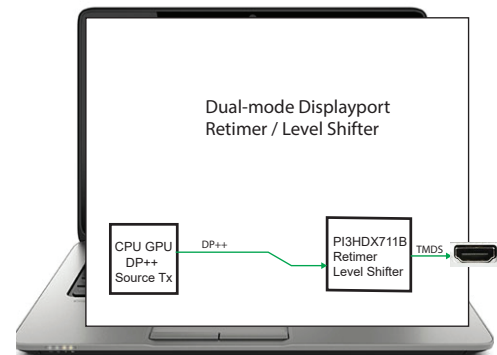 Dual-mode Displayport
Retimer / Level Shifter
CPU GPU
DP++
Source Tx
DP++
PI3HDX711B
Retimer
Level Shifter
TMDS